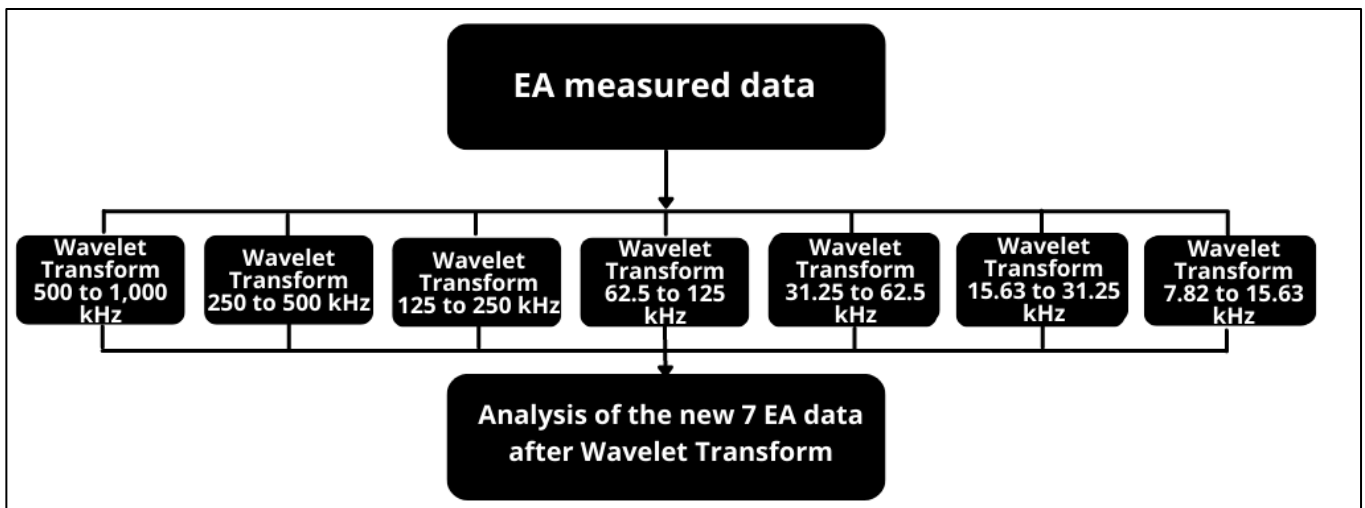 EA measured data
Wavelet
Transform
500 to 1,000
kHz
Wavelet
Transform
250 to 500 kHz
Wavelet
Transform
125 to 250 kHz
Wavelet
Transform
62.5 to 125
kHz
Wavelet
Transform
31.25 to 62.5
kHz
Wavelet
Transform
15.63 to 31.25
kHz
Wavelet
Transform
7.82 to 15.63
kHz
Analysis of the new 7 EA data
after Wavelet Transform